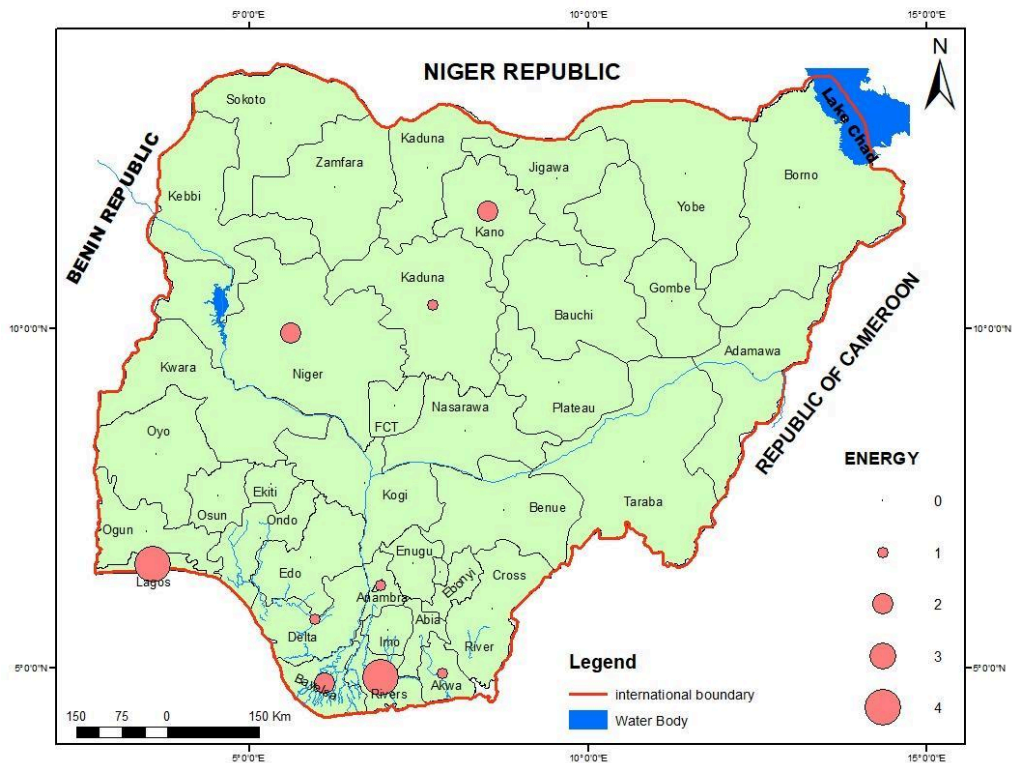 5°0'0"E 10°0'0"E 15°0'0"E
N
NIGER REPUBLIC
BENIN REPUBLIC
REPUBLIC OF CAMEROON
Lake Chad
Sokoto
Kaduna
Zamfara
Jigawa
Borno
Kebbi
Yobe
Kano
Kaduna
Gombe
Bauchi
10°0'0"N 10°0'0"N
Adamawa
Kwara
Niger
Nasarawa
Plateau
FCT
Oyo
Ekiti
Kogi
Benue
Taraba
Osun
Ondo
Ogun
Enugu
Edo
Ebonyi
Cross
Lagos
Anambra
Abia
Delta
Imo
River
5°0'0"N 5°0'0"N
Bayelsa
Rivers
Akwa
ENERGY
0
1
2
3
4
Legend
international boundary
Water Body
150 75 0 150 Km
5°0'0"E 10°0'0"E 15°0'0"E